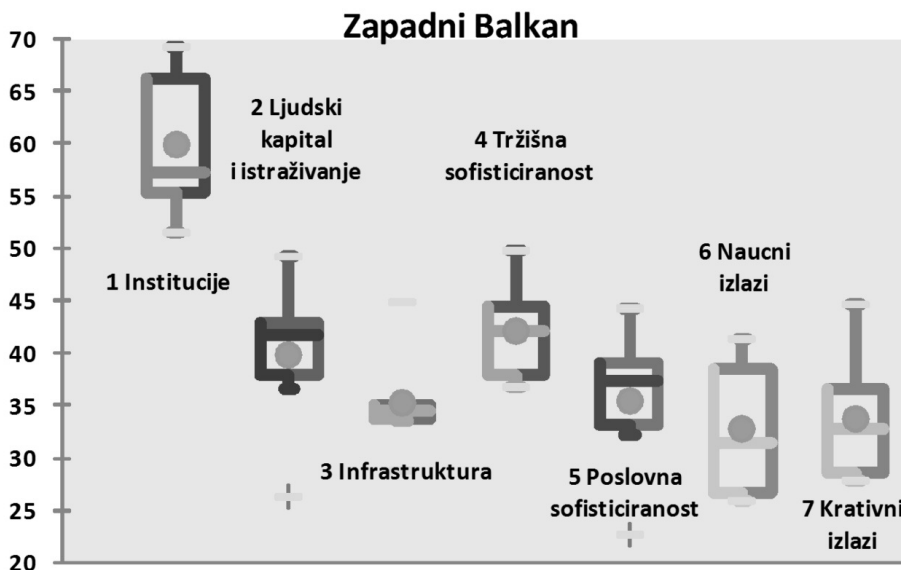 Zapadni Balkan
70
65
60
55
50
45
40
35
30
25
20
1 Institucije
2 Ljudski
kapital
i istraživanje
3 Infrastruktura
4 Tržišna
sofisticiranost
5 Poslovna
sofisticiranost
6 Naucni
izlazi
7 Krativni
izlazi